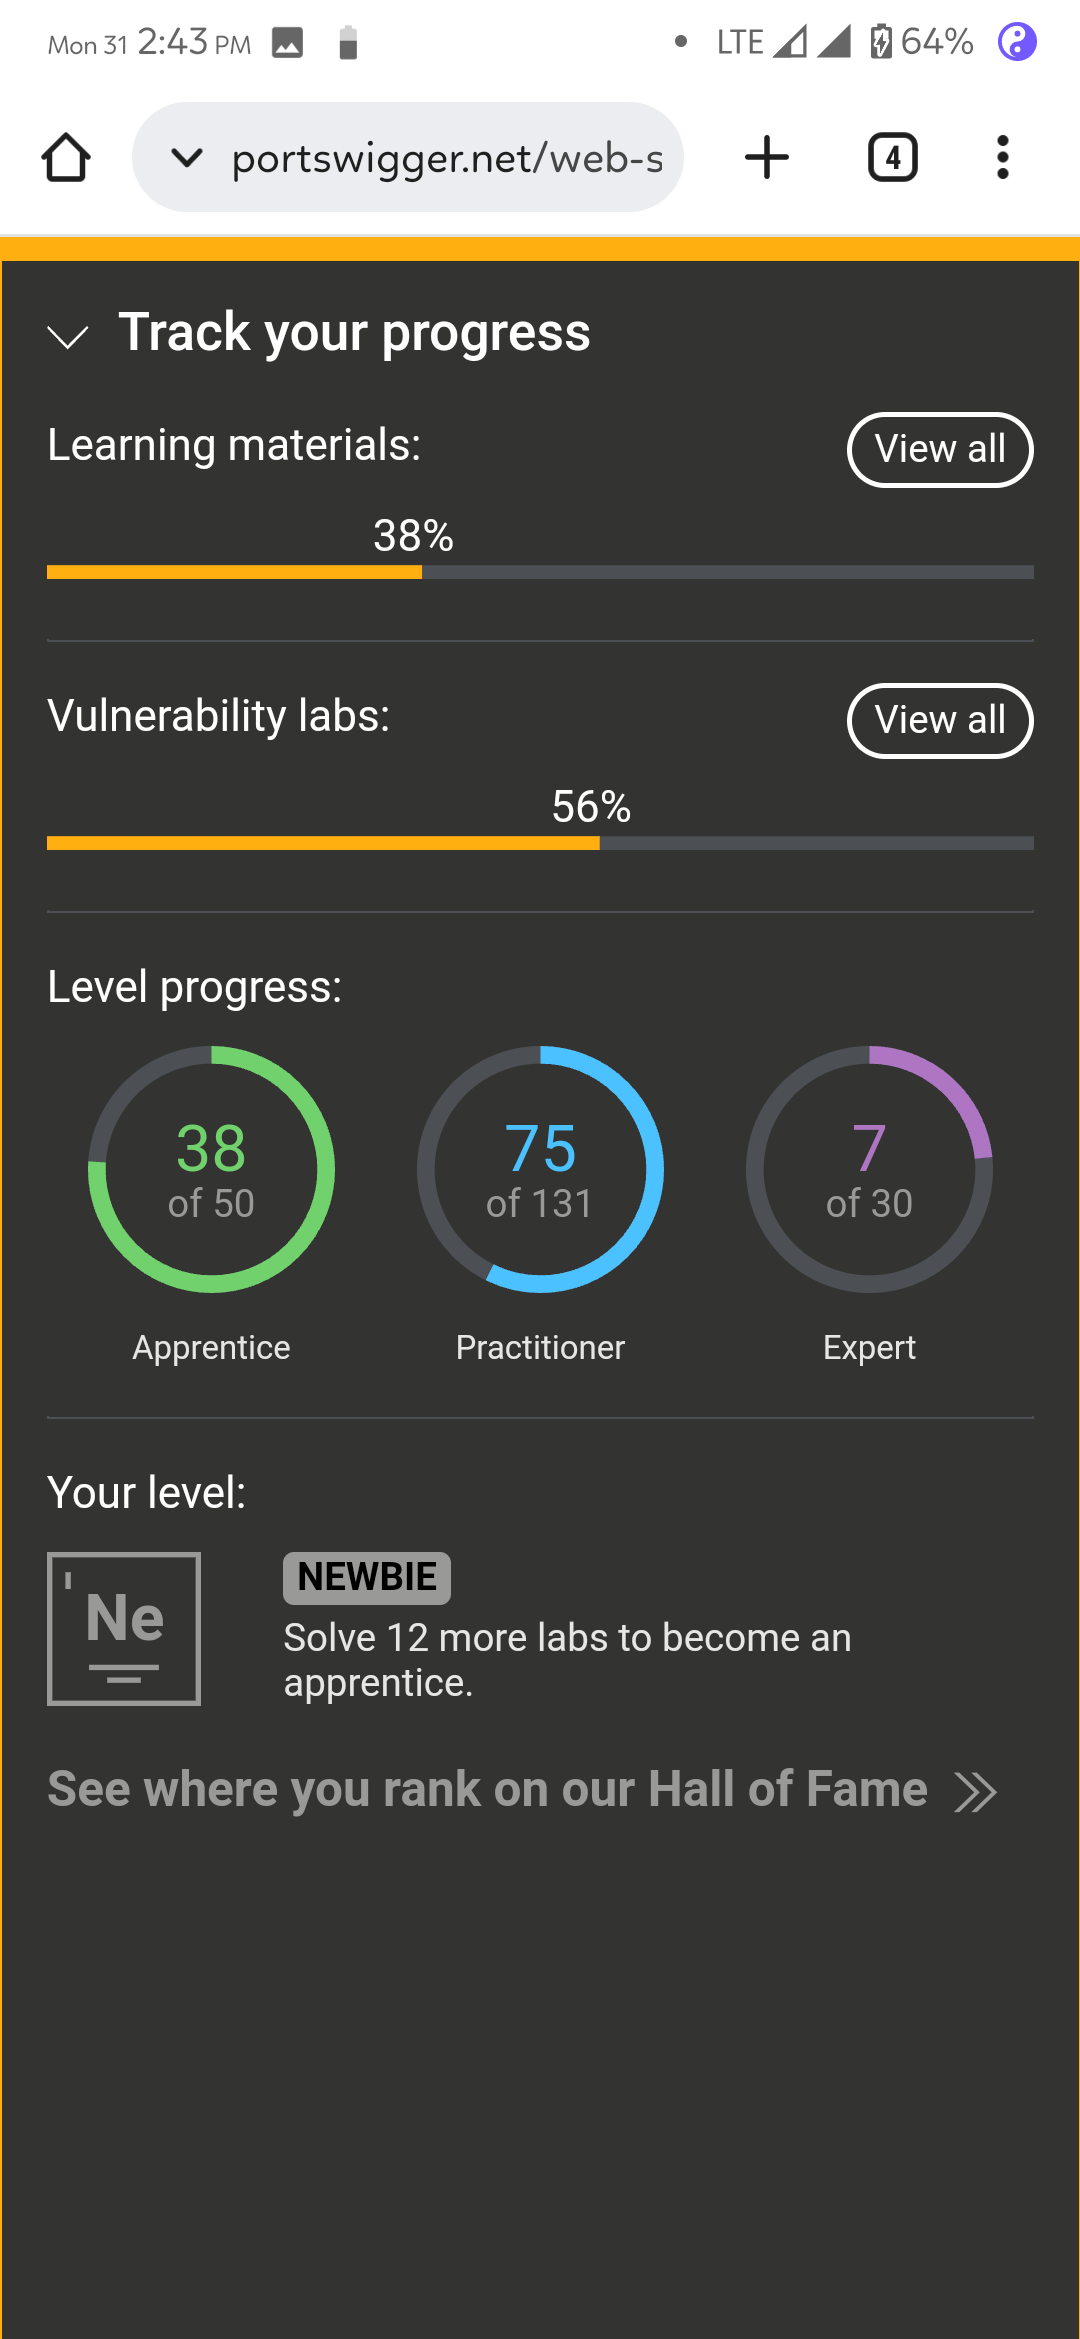 Mon 31 2:43 PM LTE 64%
portswigger.net/web-s
4
Track your progress
Learning materials:
View all
38%
Vulnerability labs:
View all
56%
Level progress:
38 of 50
75 of 131
7 of 30
Apprentice
Practitioner
Expert
Your level:
Ne
NEWBIE
Solve 12 more labs to become an
apprentice.
See where you rank on our Hall of Fame